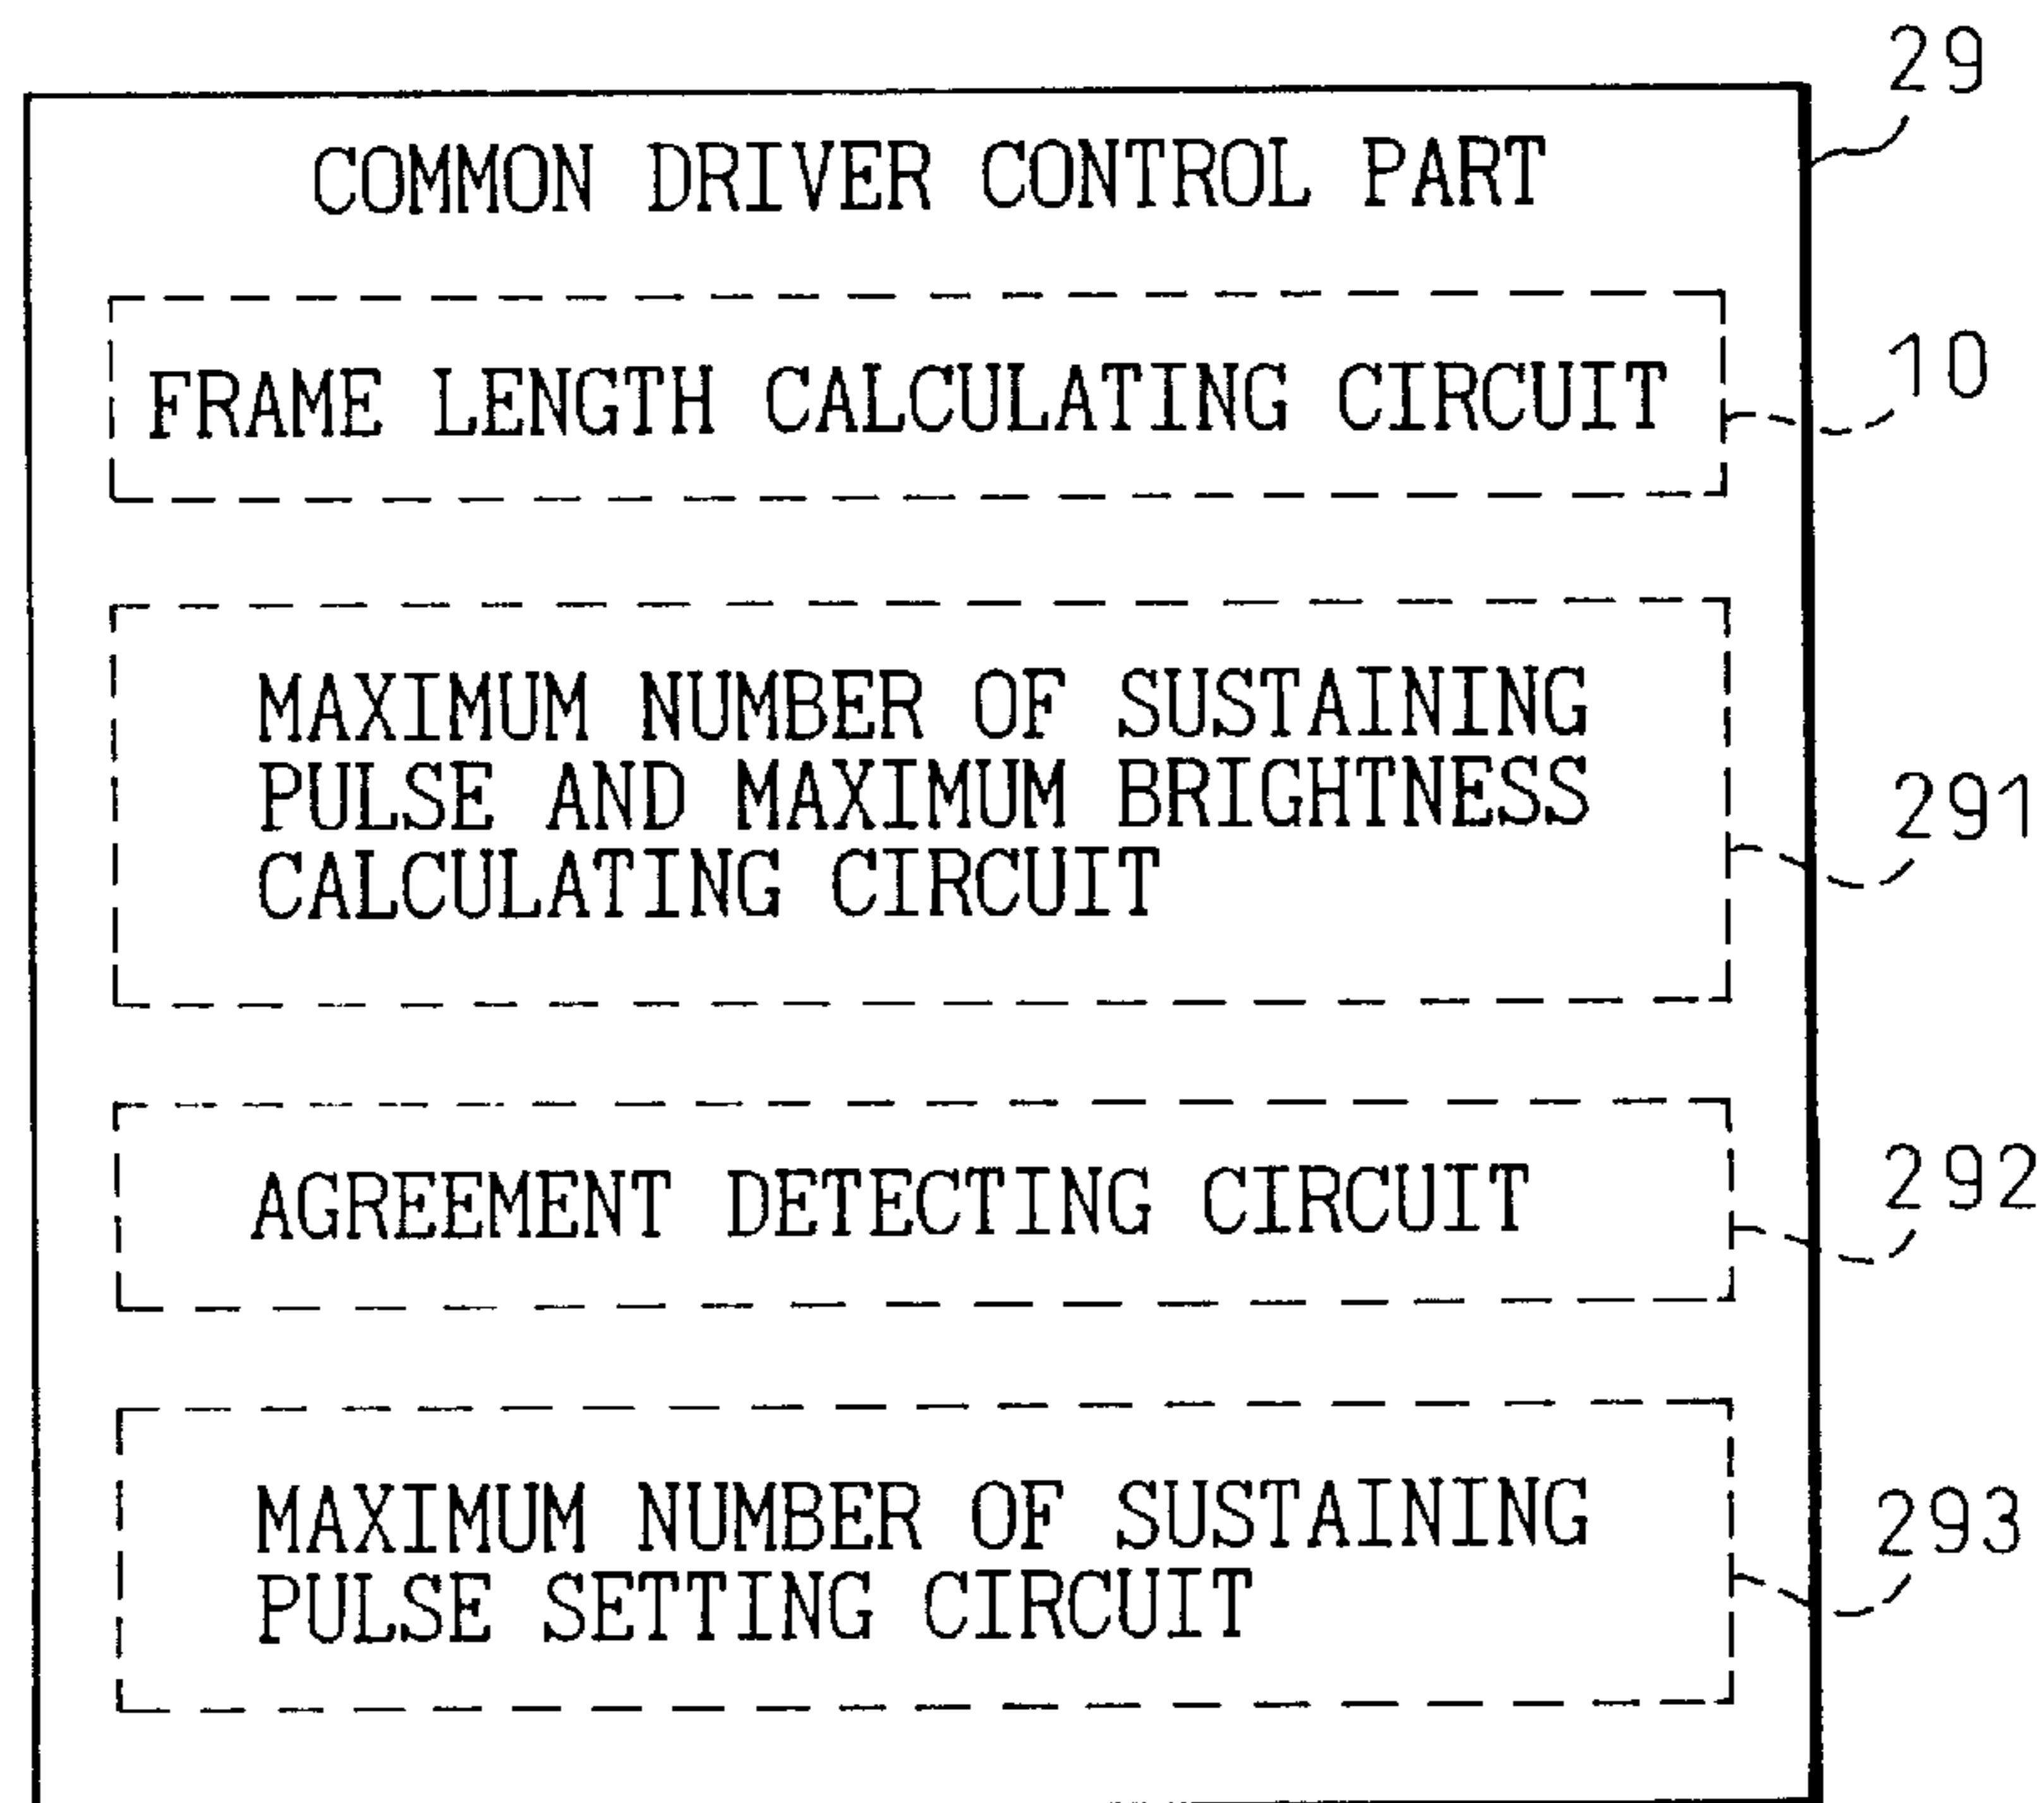 29
COMMON DRIVER CONTROL PART
FRAME LENGTH CALCULATING CIRCUIT
10
MAXIMUM NUMBER OF SUSTAINING
PULSE AND MAXIMUM BRIGHTNESS
CALCULATING CIRCUIT
291
AGREEMENT DETECTING CIRCUIT
292
MAXIMUM NUMBER OF SUSTAINING
PULSE SETTING CIRCUIT
293